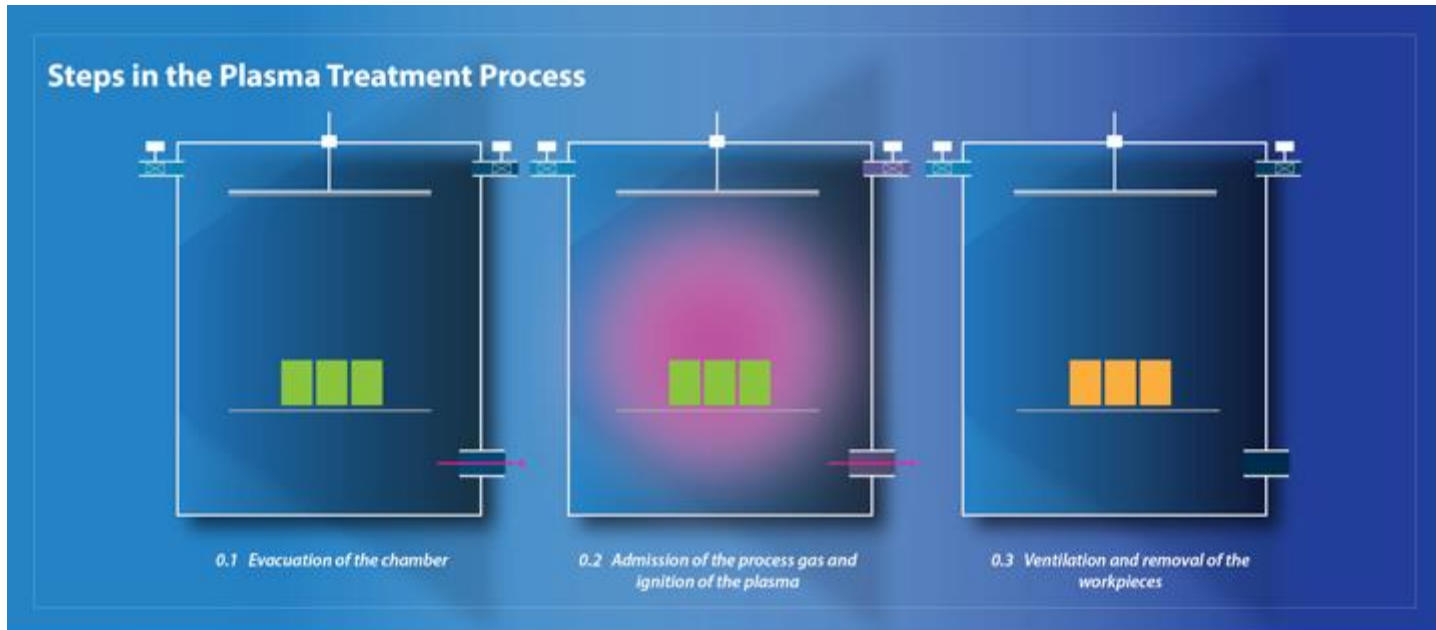 Steps in the Plasma Treatment Process
0.1 Evacuation of the chamber
0.2 Admission of the process gas and
ignition of the plasma
0.3 Ventilation and removal of the
workpieces